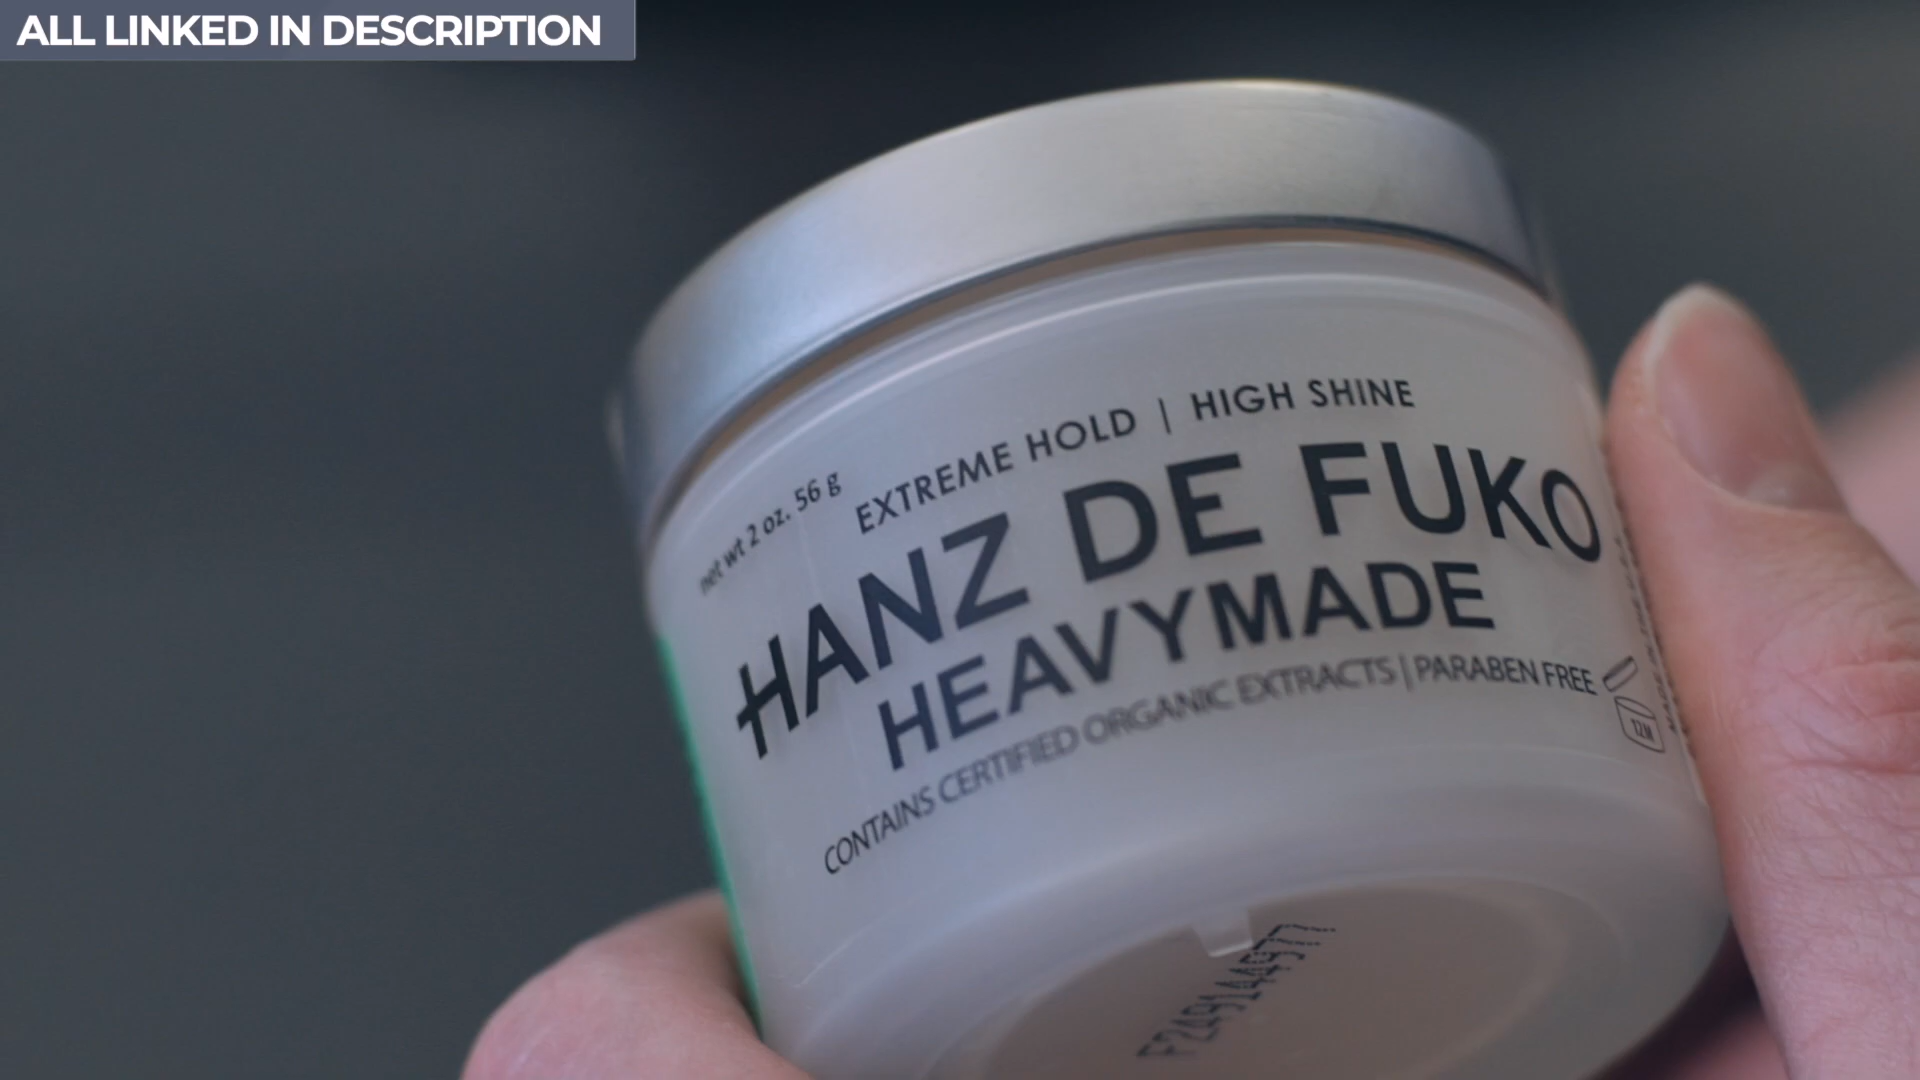 ALL LINKED IN DESCRIPTION
net wt 2 oz. 56 g
EXTREME HOLD | HIGH SHINE
HANZ DE FUKO
HEAVYMADE
CONTAINS CERTIFIED ORGANIC EXTRACTS | PARABEN FREE
12M